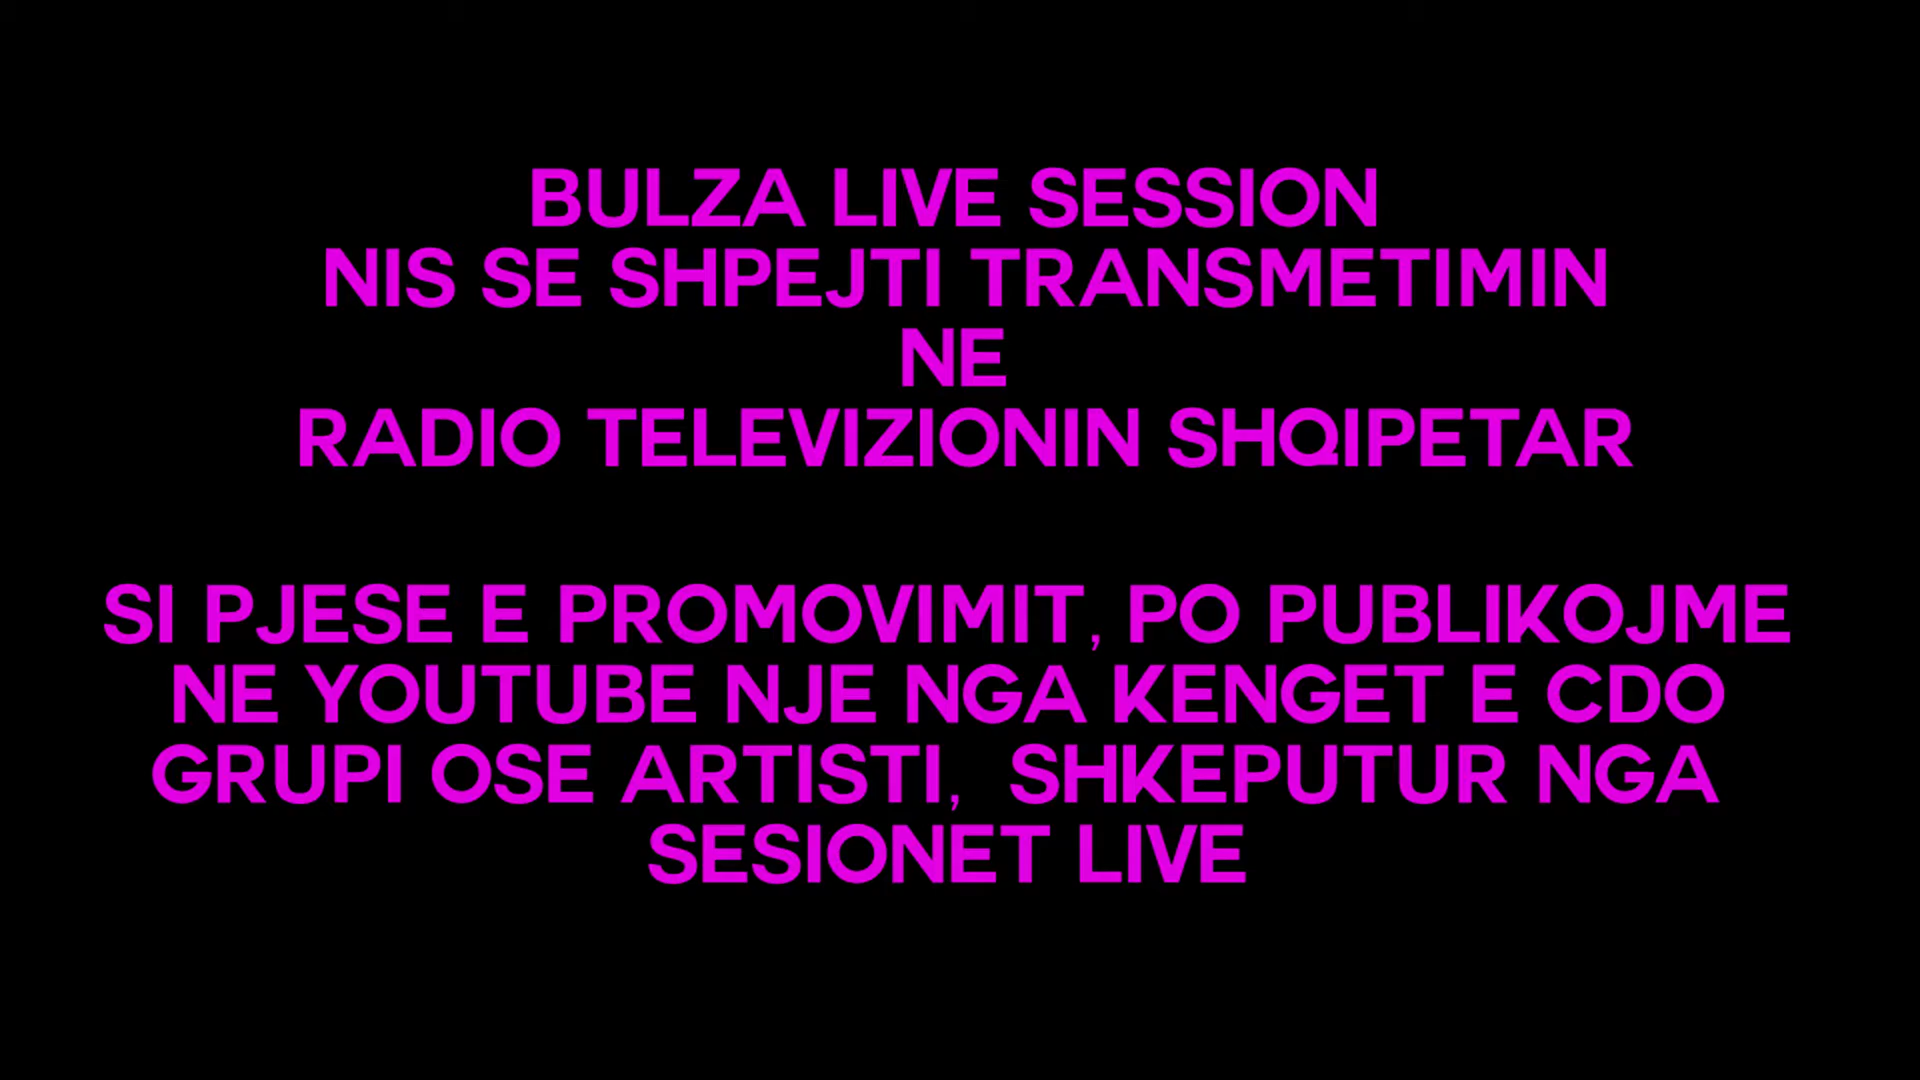 BULZA LIVE SESSION
NIS SE SHPEJTI TRANSMETIMIN
NE
RADIO TELEVIZIONIN SHQIPETAR
SI PJESE E PROMOVIMIT, PO PUBLIKOJME
NE YOUTUBE NJE NGA KENGET E CDO
GRUPI OSE ARTISTI, SHKEPUTUR NGA
SESIONET LIVE